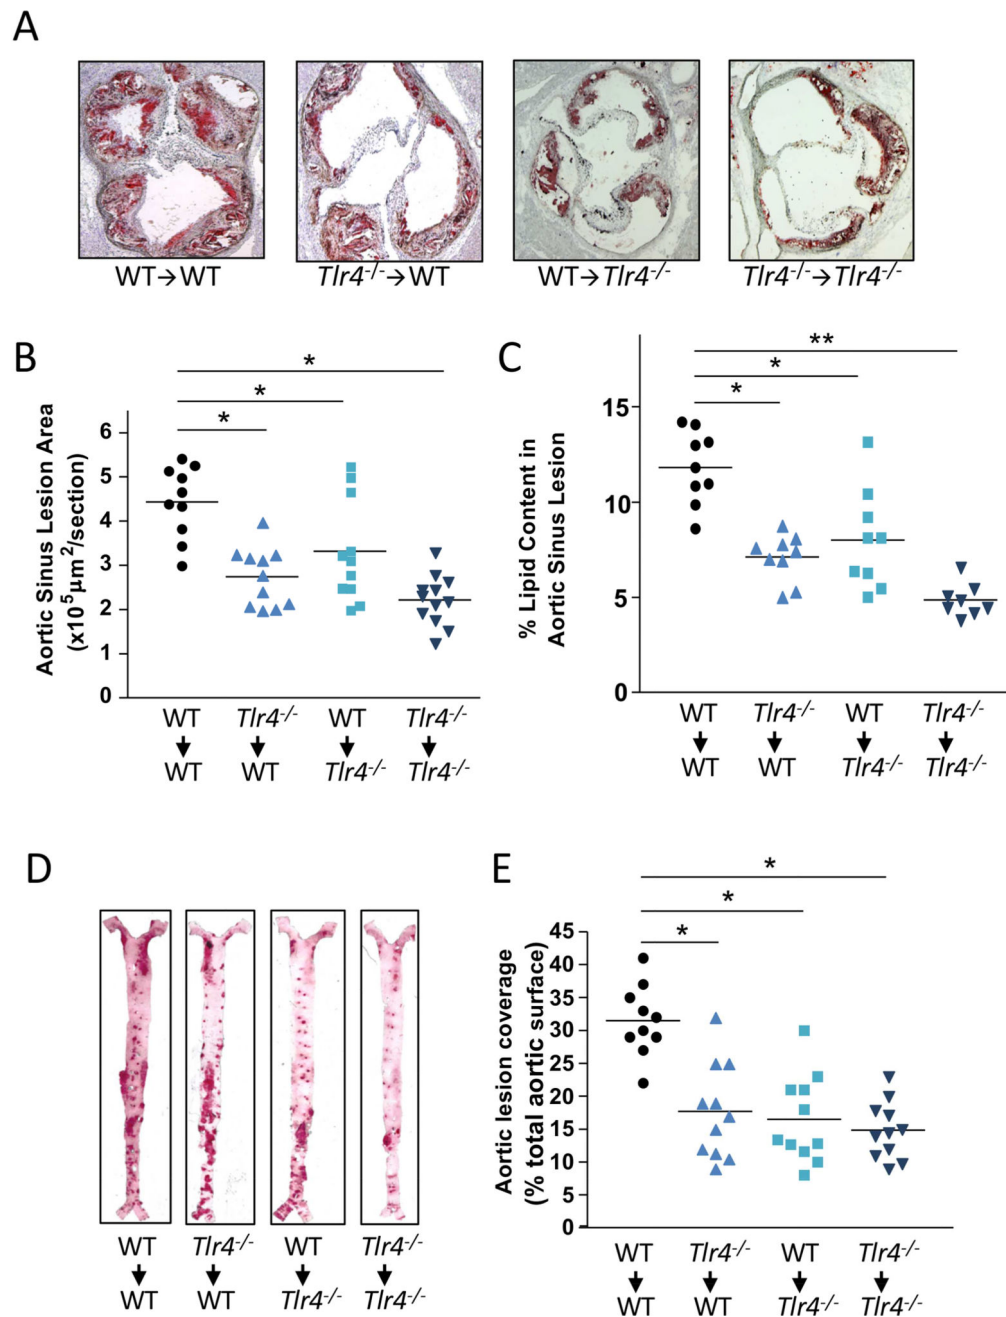 A
WT→WT
Tlr4-/-→WT
WT→Tlr4-/-
Tlr4-/-→Tlr4-/-
B
Aortic Sinus Lesion Area
(x10⁵µm²/section)
*
*
*
6
5
4
3
2
1
0
WT Tlr4-/- WT Tlr4-/-
WT WT Tlr4-/- Tlr4-/-
C
% Lipid Content in
Aortic Sinus Lesion
**
*
*
15
10
5
0
WT Tlr4-/- WT Tlr4-/-
WT WT Tlr4-/- Tlr4-/-
D
WT Tlr4-/- WT Tlr4-/-
WT WT Tlr4-/- Tlr4-/-
E
Aortic lesion coverage
(% total aortic surface)
*
*
*
45
40
35
30
25
20
15
10
5
0
WT Tlr4-/- WT Tlr4-/-
WT WT Tlr4-/- Tlr4-/-